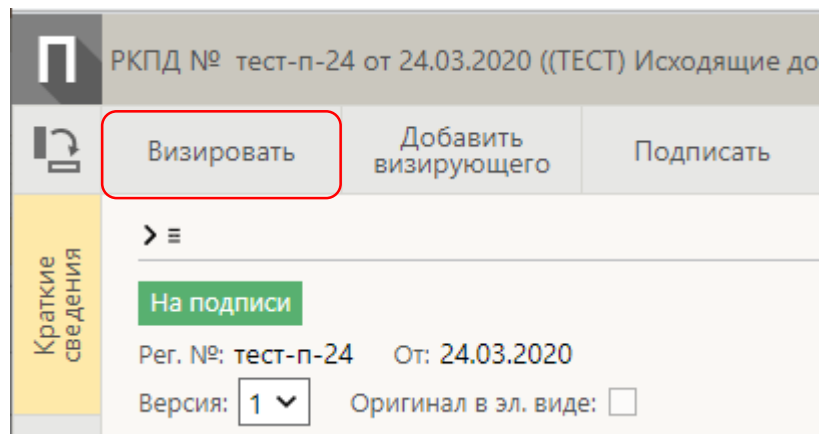 П
РКПД № тест-п-24 от 24.03.2020 ((ТЕСТ) Исходящие до
Визировать
Добавить
визирующего
Подписать
Краткие
сведения
На подписи
Рег. №: тест-п-24 От: 24.03.2020
Версия: 1 Оригинал в эл. виде: